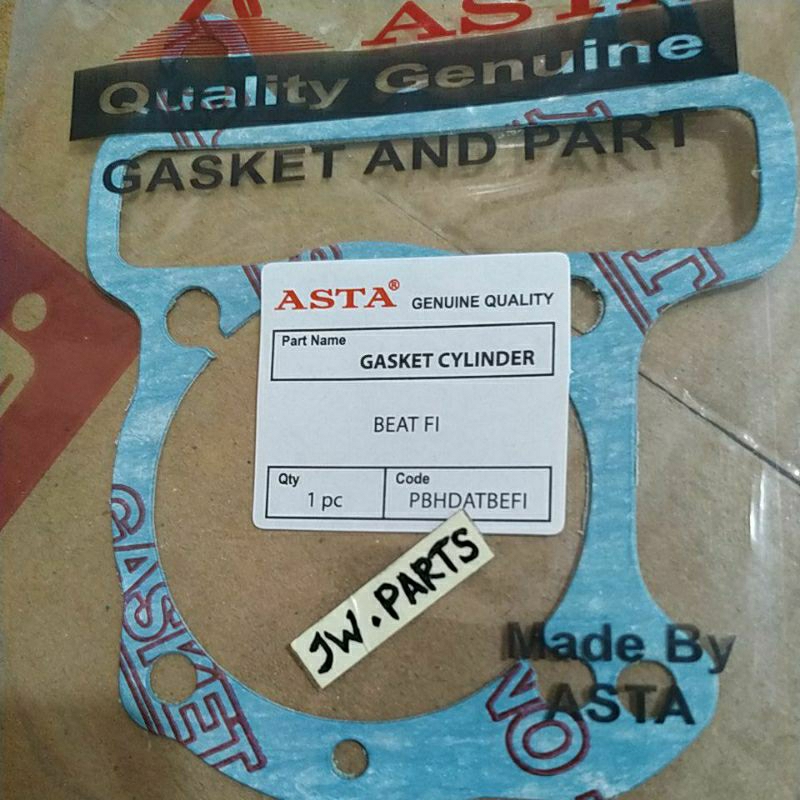 ASTA
Quality Genuine
GASKET AND PART
ASTA® GENUINE QUALITY
Part Name
GASKET CYLINDER
BEAT FI
Qty
1 pc
Code
PBHDATBEFI
JW.PARTS
GASKET
Made By
ASTA